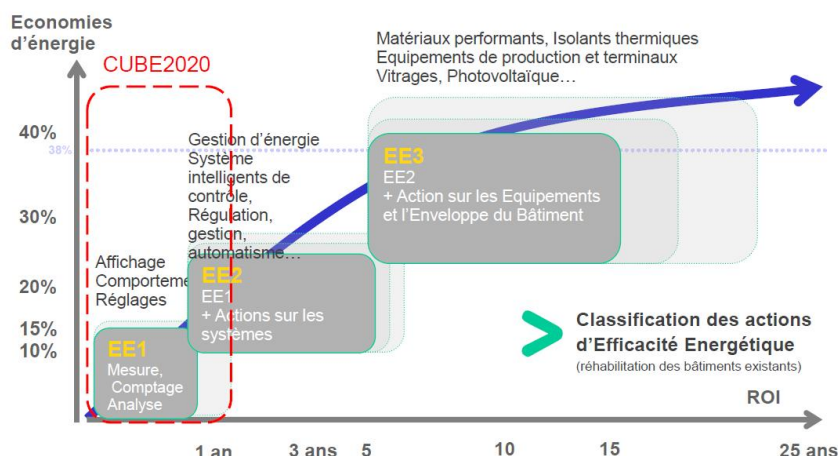 Economies
d'énergie
CUBE2020
Matériaux performants, Isolants thermiques
Equipements de production et terminaux
Vitrages, Photovoltaïque…
40%
38%
30%
20%
15%
10%
Gestion d'énergie
Système
intelligents de
contrôle,
Régulation,
gestion,
automatisme…
Affichage
Comporteme
Réglages
EE3
EE2
+ Action sur les Equipements
et l'Enveloppe du Bâtiment
EE2
EE1
+ Actions sur les
systèmes
EE1
Mesure,
Comptage
Analyse
Classification des actions
d'Efficacité Energétique
(réhabilitation des bâtiments existants)
ROI
1 an
3 ans
5
10
15
25 ans